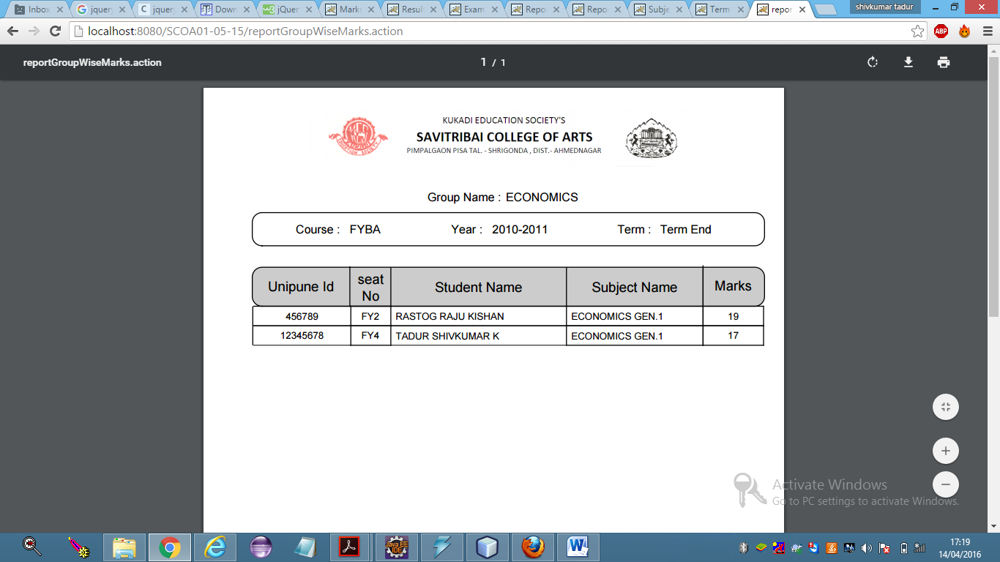 Inbox jquer jquer Down jQuer Mark Resul Exam Repo Repo Subje Term repor shivkumar tadur
localhost:8080/SCOA01-05-15/reportGroupWiseMarks.action ABP
reportGroupWiseMarks.action 1 / 1
KUKADI EDUCATION SOCIETY'S
SAVITRIBAI COLLEGE OF ARTS
PIMPALGAON PISA TAL. - SHRIGONDA , DIST.- AHMEDNAGAR
Group Name : ECONOMICS
Course : FYBA Year : 2010-2011 Term : Term End
Unipune Id seat No Student Name Subject Name Marks
456789 FY2 RASTOG RAJU KISHAN ECONOMICS GEN.1 19
12345678 FY4 TADUR SHIVKUMAR K ECONOMICS GEN.1 17
Activate Windows
Go to PC settings to activate Windows.
Java EE
IDE
17:19
14/04/2016